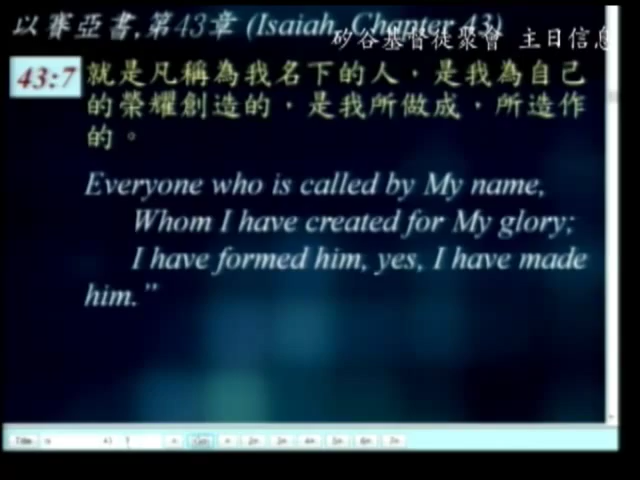 以賽亞書,第43章 (Isaiah, Chapter 43)
矽谷基督徒聚會 主日信息
43:7
就是凡稱為我名下的人，是我為自己
的榮耀創造的，是我所做成，所造作
的。
Everyone who is called by My name,
Whom I have created for My glory;
I have formed him, yes, I have made
him.”